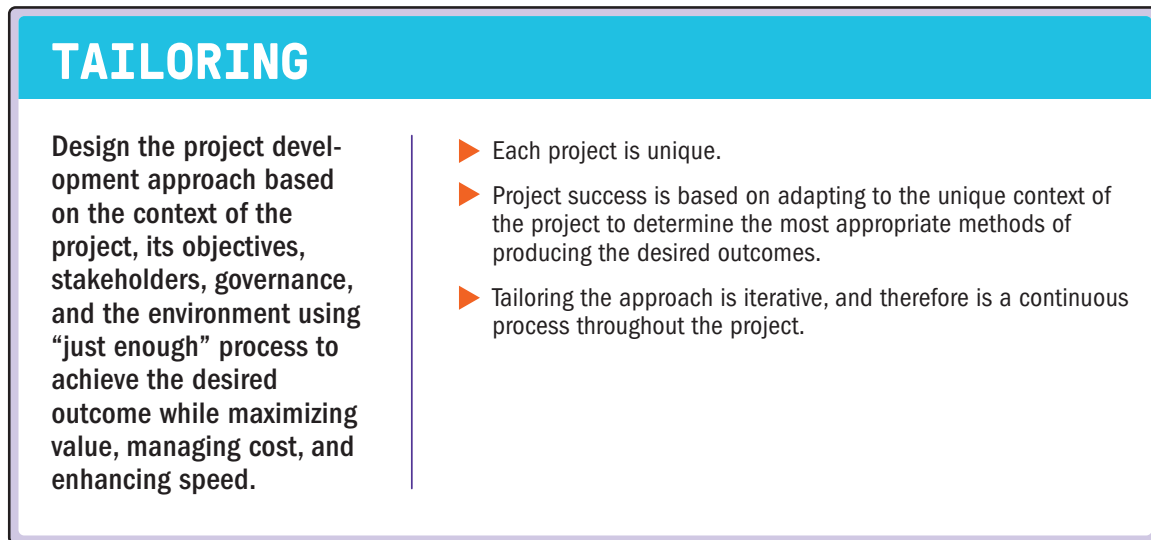 TAILORING
Design the project devel-
opment approach based
on the context of the
project, its objectives,
stakeholders, governance,
and the environment using
“just enough” process to
achieve the desired
outcome while maximizing
value, managing cost, and
enhancing speed.
Each project is unique.
Project success is based on adapting to the unique context of
the project to determine the most appropriate methods of
producing the desired outcomes.
Tailoring the approach is iterative, and therefore is a continuous
process throughout the project.